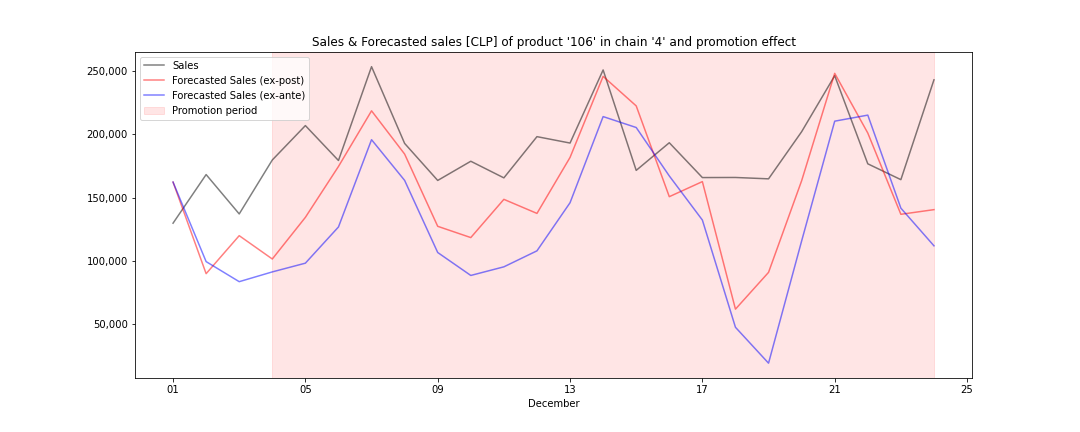 Sales & Forecasted sales [CLP] of product '106' in chain '4' and promotion effect
Sales
Forecasted Sales (ex-post)
Forecasted Sales (ex-ante)
Promotion period
250,000
200,000
150,000
100,000
50,000
01 05 09 13 17 21 25
December